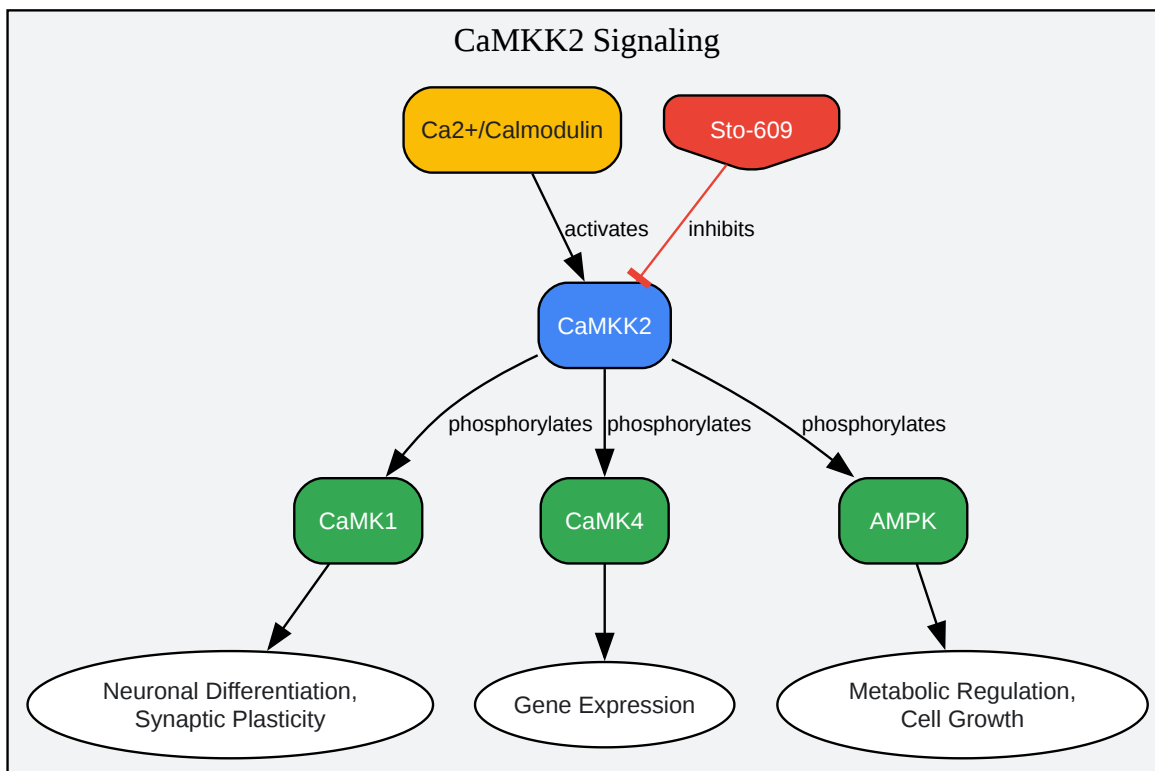 CaMKK2 Signaling
Ca2+/Calmodulin
Sto-609
activates
inhibits
CaMKK2
phosphorylates
phosphorylates
phosphorylates
CaMK1
CaMK4
AMPK
Neuronal Differentiation,
Synaptic Plasticity
Gene Expression
Metabolic Regulation,
Cell Growth